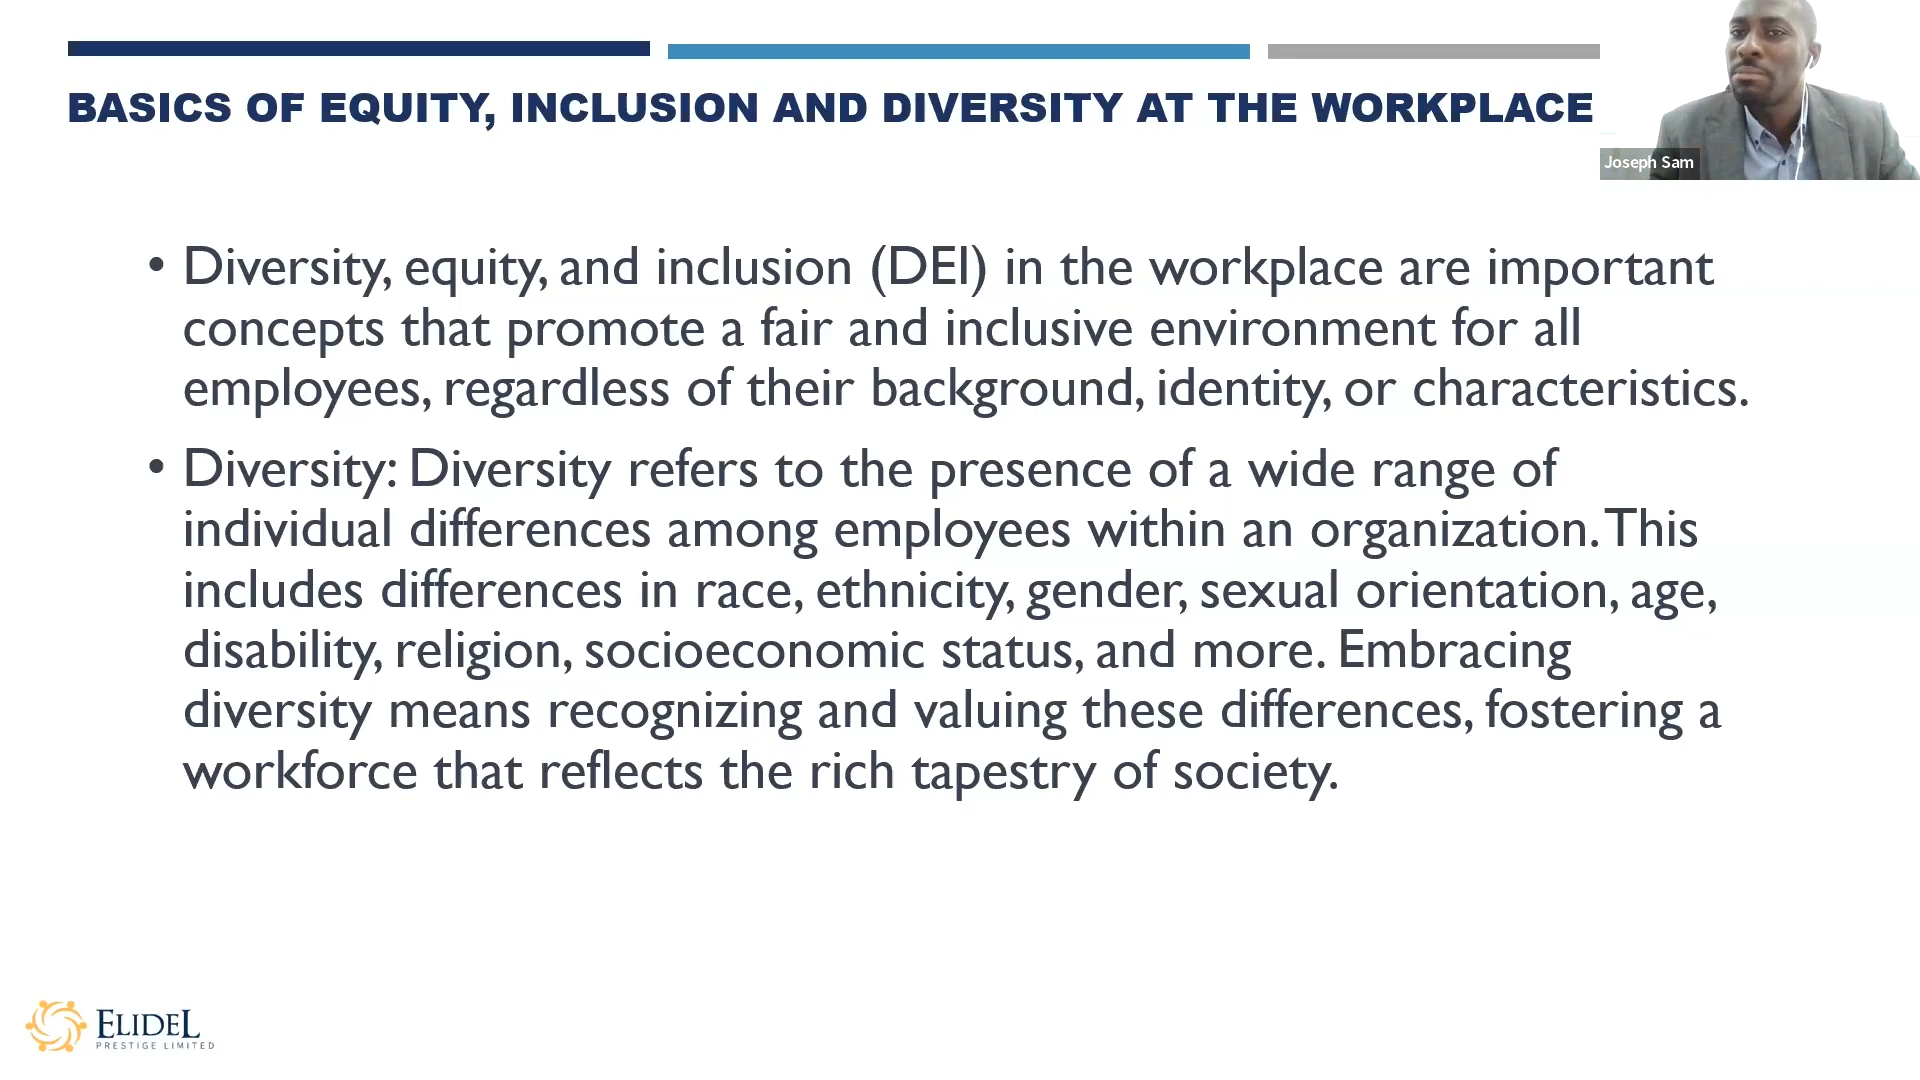 BASICS OF EQUITY, INCLUSION AND DIVERSITY AT THE WORKPLACE
Joseph Sam
• Diversity, equity, and inclusion (DEI) in the workplace are important
concepts that promote a fair and inclusive environment for all
employees, regardless of their background, identity, or characteristics.
• Diversity: Diversity refers to the presence of a wide range of
individual differences among employees within an organization. This
includes differences in race, ethnicity, gender, sexual orientation, age,
disability, religion, socioeconomic status, and more. Embracing
diversity means recognizing and valuing these differences, fostering a
workforce that reflects the rich tapestry of society.
ELIDEL
PRESTIGE LIMITED